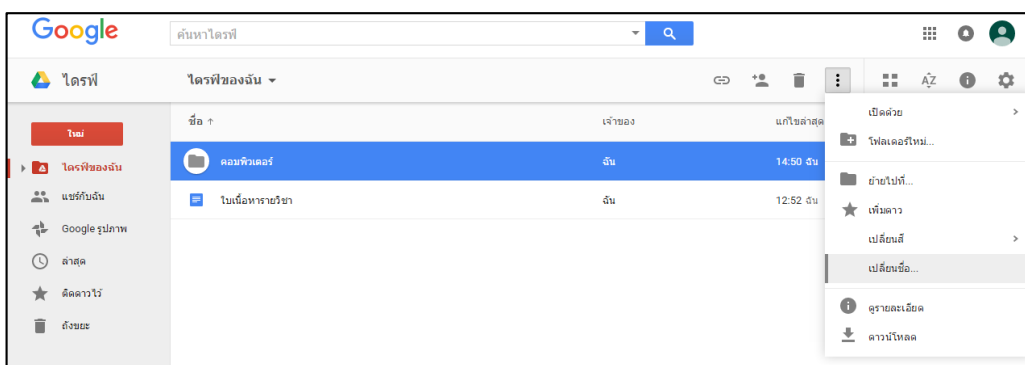 Google
ค้นหาไดรฟ์
ไดรฟ์
ไดรฟ์ของฉัน
AZ
ใหม่
ไดรฟ์ของฉัน
แชร์กับฉัน
Google รูปภาพ
ล่าสุด
ติดดาวไว้
ถังขยะ
ชื่อ ↑ เจ้าของ แก้ไขล่าสุด
คอมพิวเตอร์ ฉัน 14:50 ฉัน
ใบเนื้อหารายวิชา ฉัน 12:52 ฉัน
เปิดด้วย
โฟลเดอร์ใหม่...
ย้ายไปที่...
เพิ่มดาว
เปลี่ยนสี
เปลี่ยนชื่อ...
ดูรายละเอียด
ดาวน์โหลด